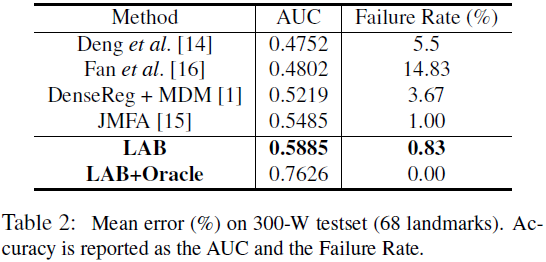 Method AUC Failure Rate (%)
Deng et al. [14] 0.4752 5.5
Fan et al. [16] 0.4802 14.83
DenseReg + MDM [1] 0.5219 3.67
JMFA [15] 0.5485 1.00
LAB 0.5885 0.83
LAB+Oracle 0.7626 0.00
Table 2: Mean error (%) on 300-W testset (68 landmarks). Ac-
curacy is reported as the AUC and the Failure Rate.